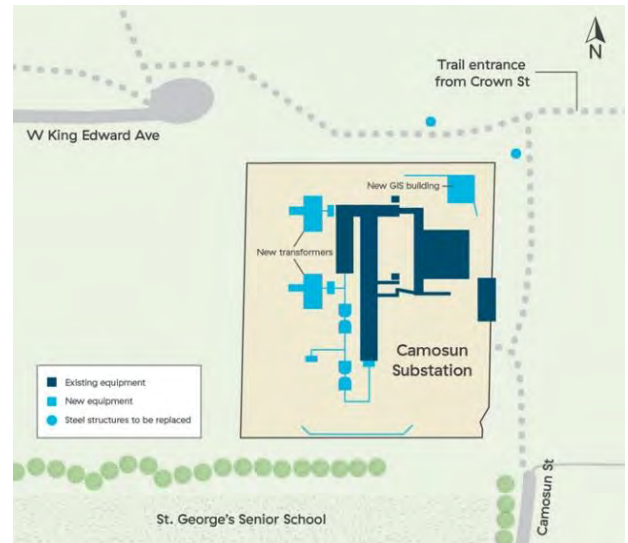 N
Trail entrance
from Crown St
W King Edward Ave
New GIS building
New transformers
Camosun
Substation
Existing equipment
New equipment
Steel structures to be replaced
St. George's Senior School
Camosun St